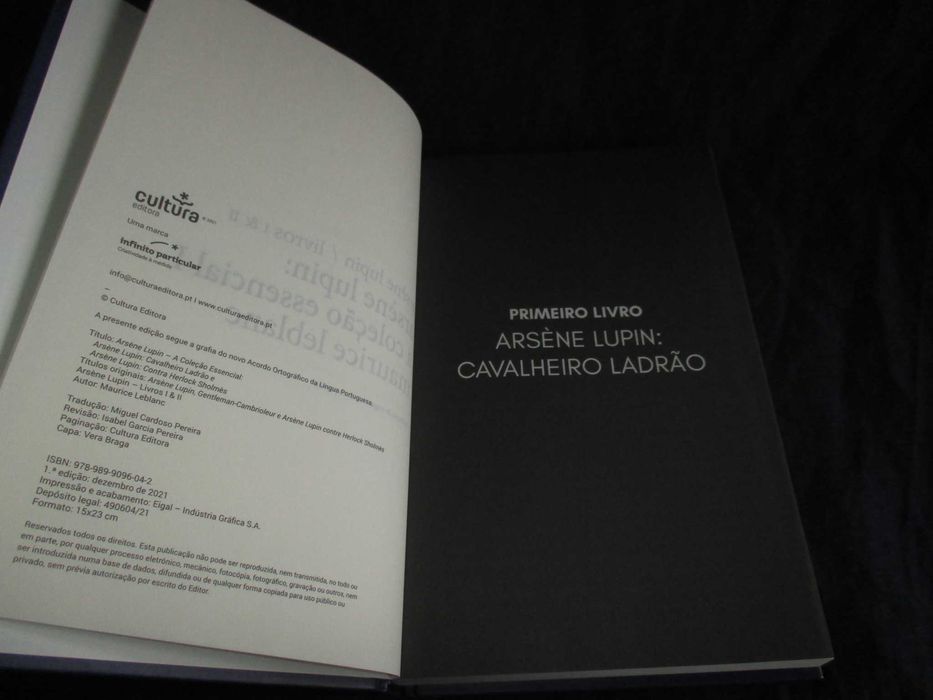 cultura
editora
Uma marca
infinito particular
Criatividade à medida
info@culturaeditora.pt I www.culturaeditora.pt
–
© Cultura Editora
A presente edição segue a grafia do novo Acordo Ortográfico da Língua Portuguesa.
Título: Arsène Lupin – A Coleção Essencial:
Arsène Lupin: Cavalheiro Ladrão e
Arsène Lupin: Contra Herlock Sholmès
Títulos originais: Arsène Lupin, Gentleman-Cambrioleur e Arsène Lupin contre Herlock Sholmès
Arsène Lupin – Livros I & II
Autor: Maurice Leblanc
Tradução: Miguel Cardoso Pereira
Revisão: Isabel Garcia Pereira
Paginação: Cultura Editora
Capa: Vera Braga
ISBN: 978-989-9096-04-2
1.ª edição: dezembro de 2021
Impressão e acabamento: Eigal – Indústria Gráfica S.A.
Depósito legal: 490604/21
Formato: 15x23 cm
Reservados todos os direitos. Esta publicação não pode ser reproduzida, nem transmitida, no todo ou
em parte, por qualquer processo eletrónico, mecânico, fotocópia, fotográfico, gravação ou outros, nem
ser introduzida numa base de dados, difundida ou de qualquer forma copiada para uso público ou
privado, sem prévia autorização por escrito do Editor.
PRIMEIRO LIVRO
ARSÈNE LUPIN:
CAVALHEIRO LADRÃO